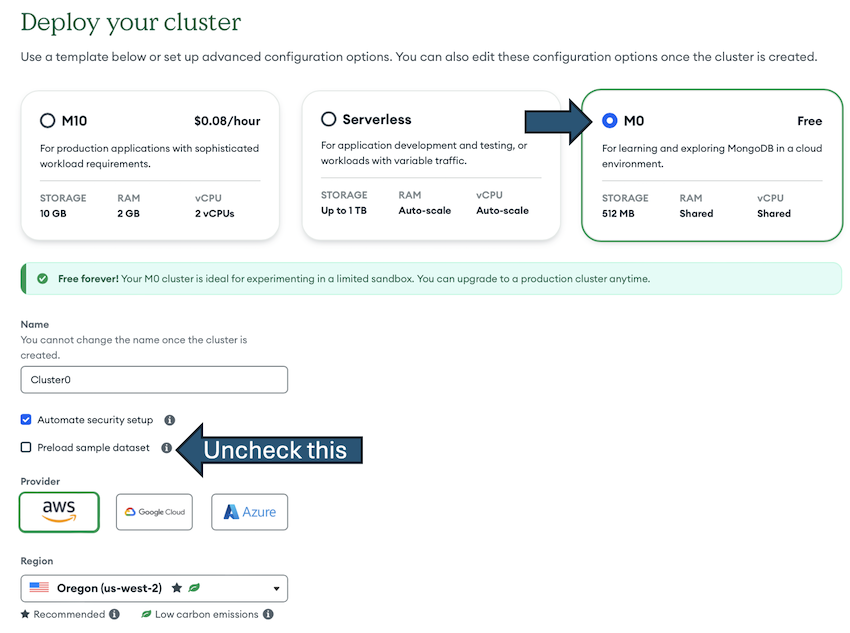 Deploy your cluster
Use a template below or set up advanced configuration options. You can also edit these configuration options once the cluster is created.
M10 $0.08/hour
For production applications with sophisticated
workload requirements.
STORAGE RAM vCPU
10 GB 2 GB 2 vCPUs
Serverless
For application development and testing, or
workloads with variable traffic.
STORAGE RAM vCPU
Up to 1 TB Auto-scale Auto-scale
M0 Free
For learning and exploring MongoDB in a cloud
environment.
STORAGE RAM vCPU
512 MB Shared Shared
Free forever! Your M0 cluster is ideal for experimenting in a limited sandbox. You can upgrade to a production cluster anytime.
Name
You cannot change the name once the cluster is
created.
Cluster0
Automate security setup
Preload sample dataset
Uncheck this
Provider
aws Google Cloud Azure
Region
Oregon (us-west-2)
Recommended Low carbon emissions